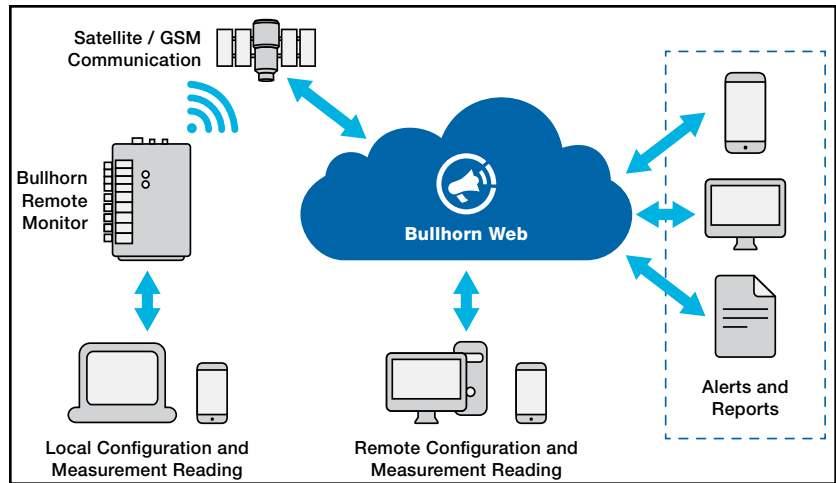 Satellite / GSM
Communication
Bullhorn
Remote
Monitor
Bullhorn Web
Alerts and
Reports
Local Configuration and
Measurement Reading
Remote Configuration and
Measurement Reading